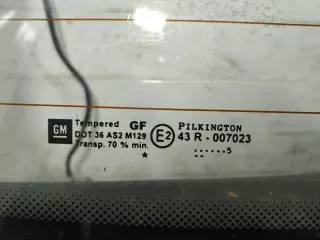 GM
Tempered GF
DOT 36 AS2 M129
Transp. 70 % min.
E2
PILKINGTON
43 R - 007023
5